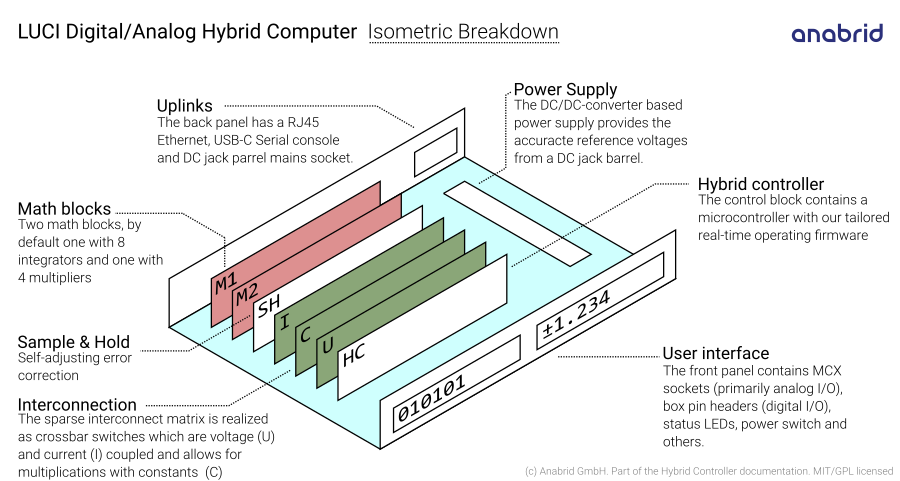 LUCI Digital/Analog Hybrid Computer Isometric Breakdown
anabrid
Uplinks
The back panel has a RJ45
Ethernet, USB-C Serial console
and DC jack parrel mains socket.
Power Supply
The DC/DC-converter based
power supply provides the
accuracte reference voltages
from a DC jack barrel.
Hybrid controller
The control block contains a
microcontroller with our tailored
real-time operating firmware
Math blocks
Two math blocks, by
default one with 8
integrators and one with
4 multipliers
M1
M2
SH
I
C
U
HC
±1.234
010101
Sample & Hold
Self-adjusting error
correction
Interconnection
The sparse interconnect matrix is realized
as crossbar switches which are voltage (U)
and current (I) coupled and allows for
multiplications with constants (C)
User interface
The front panel contains MCX
sockets (primarily analog I/O),
box pin headers (digital I/O),
status LEDs, power switch and
others.
(c) Anabrid GmbH. Part of the Hybrid Controller documentation. MIT/GPL licensed